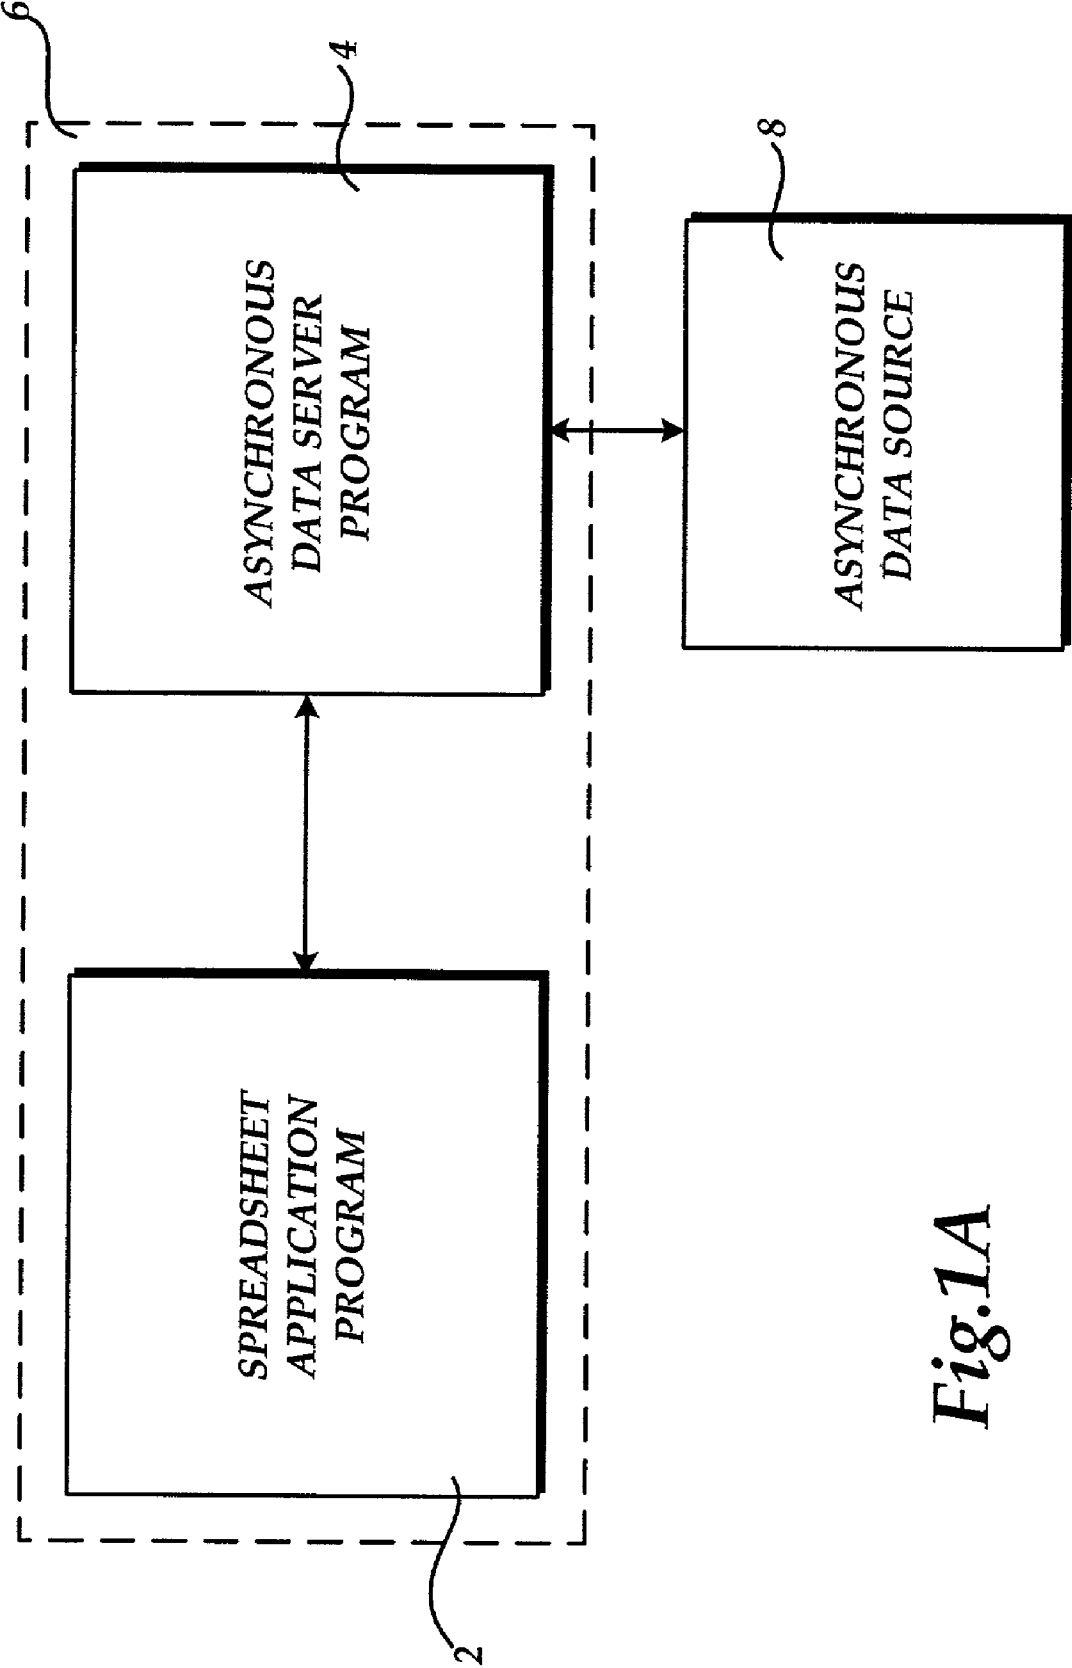 6
4
ASYNCHRONOUS
DATA SERVER
PROGRAM
8
ASYNCHRONOUS
DATA SOURCE
SPREADSHEET
APPLICATION
PROGRAM
2
Fig.1A